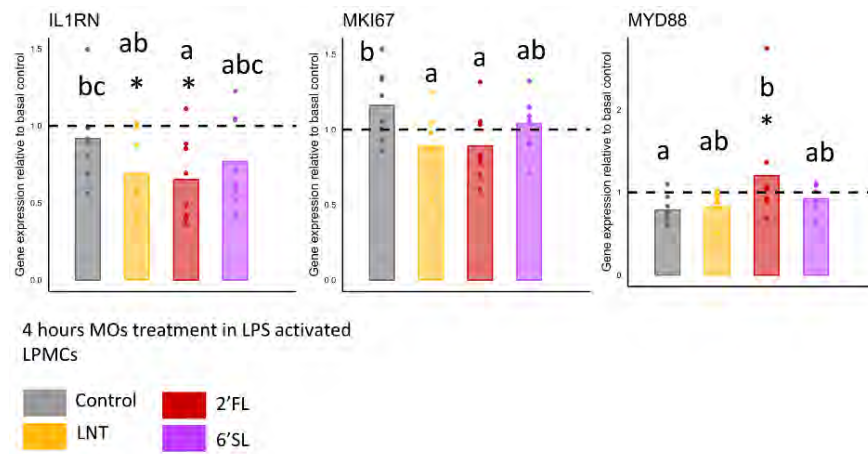 IL1RN
MKI67
MYD88
Gene expression relative to basal control
1.5
1.0
0.5
0.0
bc
ab
*
a
*
abc
Gene expression relative to basal control
1.5
1.0
0.5
0.0
b
a
a
ab
Gene expression relative to basal control
2
1
0
a
ab
b
*
ab
4 hours MOs treatment in LPS activated
LPMCs
Control
2'FL
LNT
6'SL